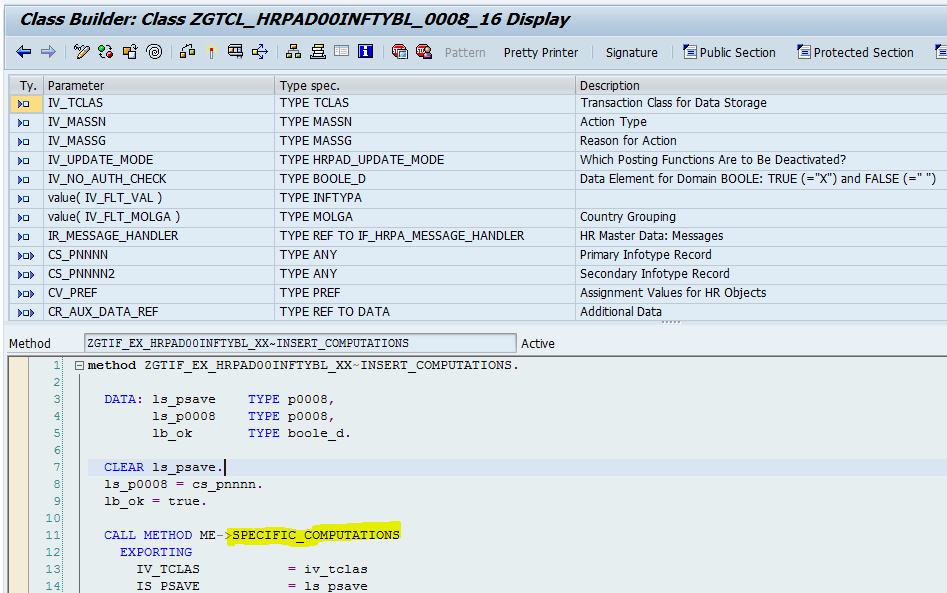 Class Builder: Class ZGTCL_HRPAD00INFTYBL_0008_16 Display
Pattern Pretty Printer Signature Public Section Protected Section
Ty. Parameter Type spec. Description
IV_TCLAS TYPE TCLAS Transaction Class for Data Storage
IV_MASSN TYPE MASSN Action Type
IV_MASSG TYPE MASSG Reason for Action
IV_UPDATE_MODE TYPE HRPAD_UPDATE_MODE Which Posting Functions Are to Be Deactivated?
IV_NO_AUTH_CHECK TYPE BOOLE_D Data Element for Domain BOOLE: TRUE (="X") and FALSE (=" ")
value( IV_FLT_VAL ) TYPE INFTYPA
value( IV_FLT_MOLGA ) TYPE MOLGA Country Grouping
IR_MESSAGE_HANDLER TYPE REF TO IF_HRPA_MESSAGE_HANDLER HR Master Data: Messages
CS_PNNNN TYPE ANY Primary Infotype Record
CS_PNNNN2 TYPE ANY Secondary Infotype Record
CV_PREF TYPE PREF Assignment Values for HR Objects
CR_AUX_DATA_REF TYPE REF TO DATA Additional Data
Method ZGTIF_EX_HRPAD00INFTYBL_XX~INSERT_COMPUTATIONS Active
1 method ZGTIF_EX_HRPAD00INFTYBL_XX~INSERT_COMPUTATIONS.
2
3 DATA: ls_psave TYPE p0008,
4 ls_p0008 TYPE p0008,
5 lb_ok TYPE boole_d.
6
7 CLEAR ls_psave.
8 ls_p0008 = cs_pnnnn.
9 lb_ok = true.
10
11 CALL METHOD ME->SPECIFIC_COMPUTATIONS
12 EXPORTING
13 IV_TCLAS = iv_tclas
14 IS_PSAVE = ls_psave